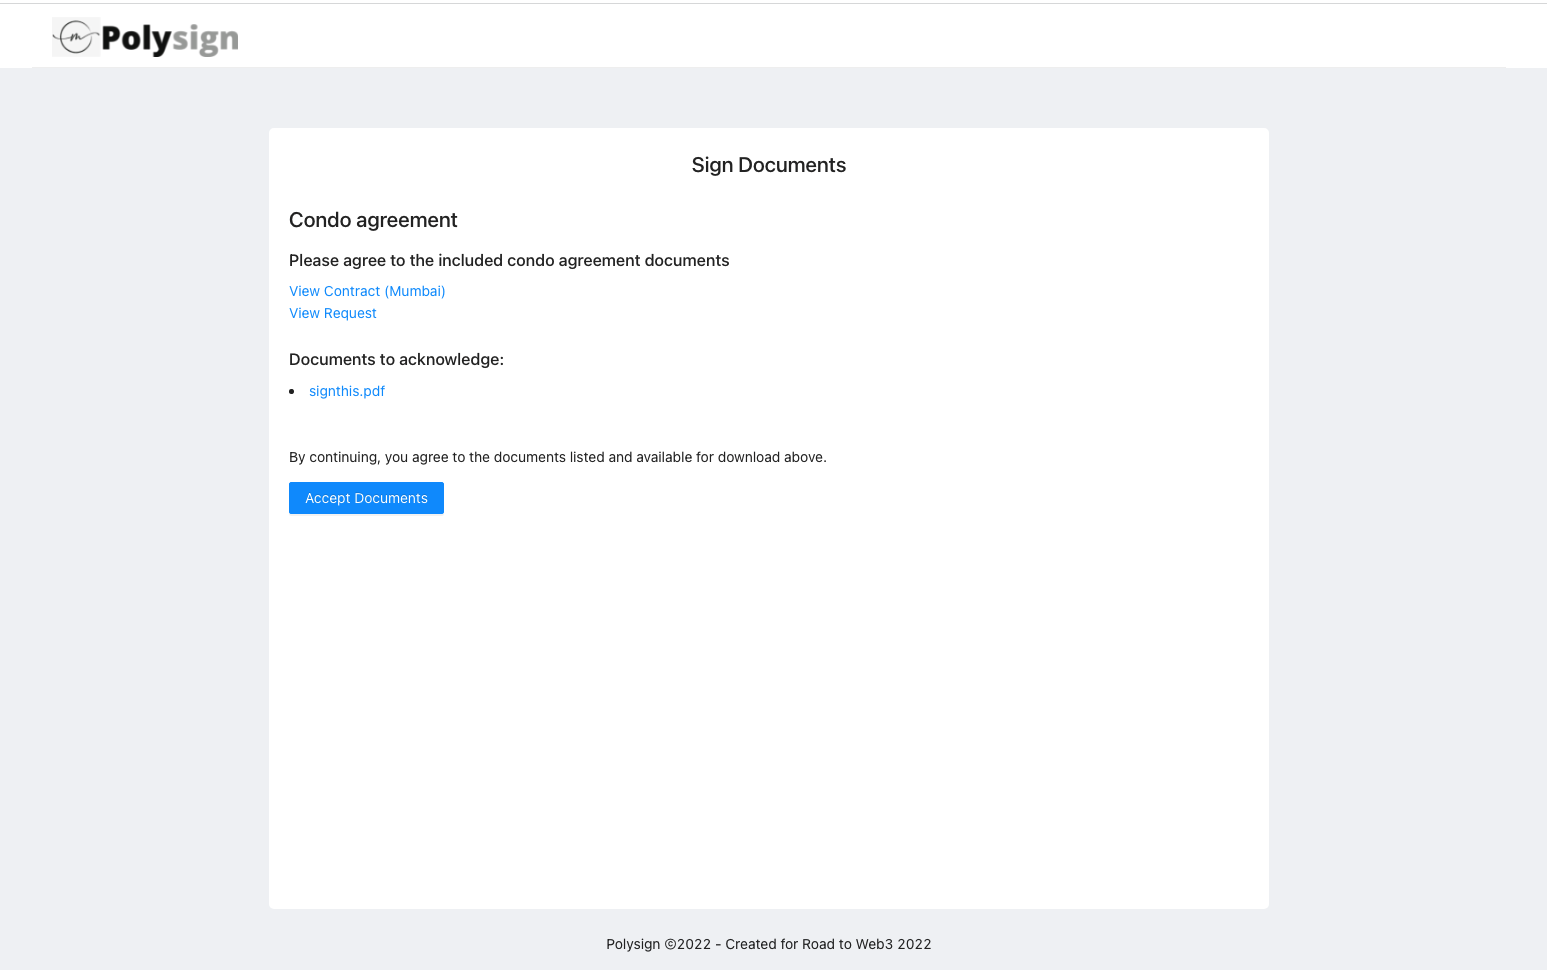 Polysign
Sign Documents
Condo agreement
Please agree to the included condo agreement documents
View Contract (Mumbai)
View Request
Documents to acknowledge:
signthis.pdf
By continuing, you agree to the documents listed and available for download above.
Accept Documents
Polysign ©2022 - Created for Road to Web3 2022